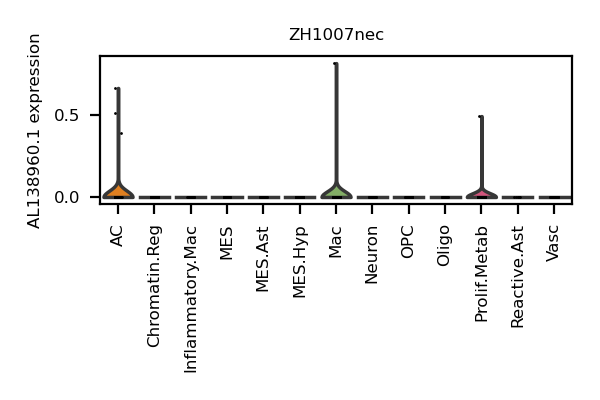 ZH1007nec
AL138960.1 expression
0.5
0.0
AC
Chromatin.Reg
Inflammatory.Mac
MES
MES.Ast
MES.Hyp
Mac
Neuron
OPC
Oligo
Prolif.Metab
Reactive.Ast
Vasc